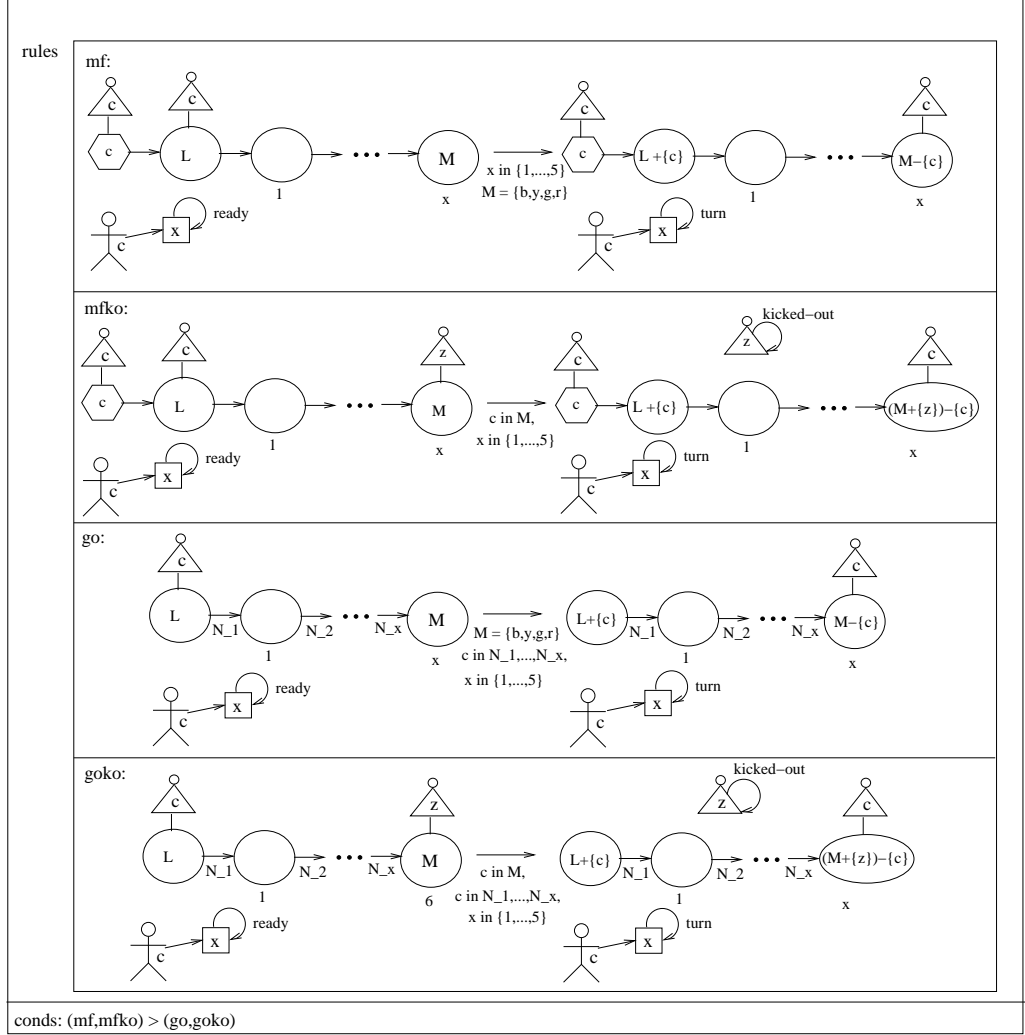 rules
mf:
c c c c
c L ••• M c L +{c} ••• M−{c}
x in {1,...,5}
M = {b,y,g,r}
1 x 1 x
ready turn
x x
c c
mfko:
kicked−out
c c z c z c
c L ••• M c L +{c} ••• (M+{z})−{c}
c in M,
x in {1,...,5}
1 x 1 x
ready turn
x x
c c
go:
c c
L ••• M L+{c} ••• M−{c}
N_1 N_2 N_x N_1 N_2 N_x
M = {b,y,g,r}
c in N_1,...,N_x,
x in {1,...,5}
1 x 1 x
ready turn
x x
c c
goko:
kicked−out
c z z c
L ••• M L+{c} ••• (M+{z})−{c}
N_1 N_2 N_x N_1 N_2 N_x
c in M,
c in N_1,...,N_x,
x in {1,...,5}
1 6 1 x
ready turn
x x
c c
conds: (mf,mfko) > (go,goko)